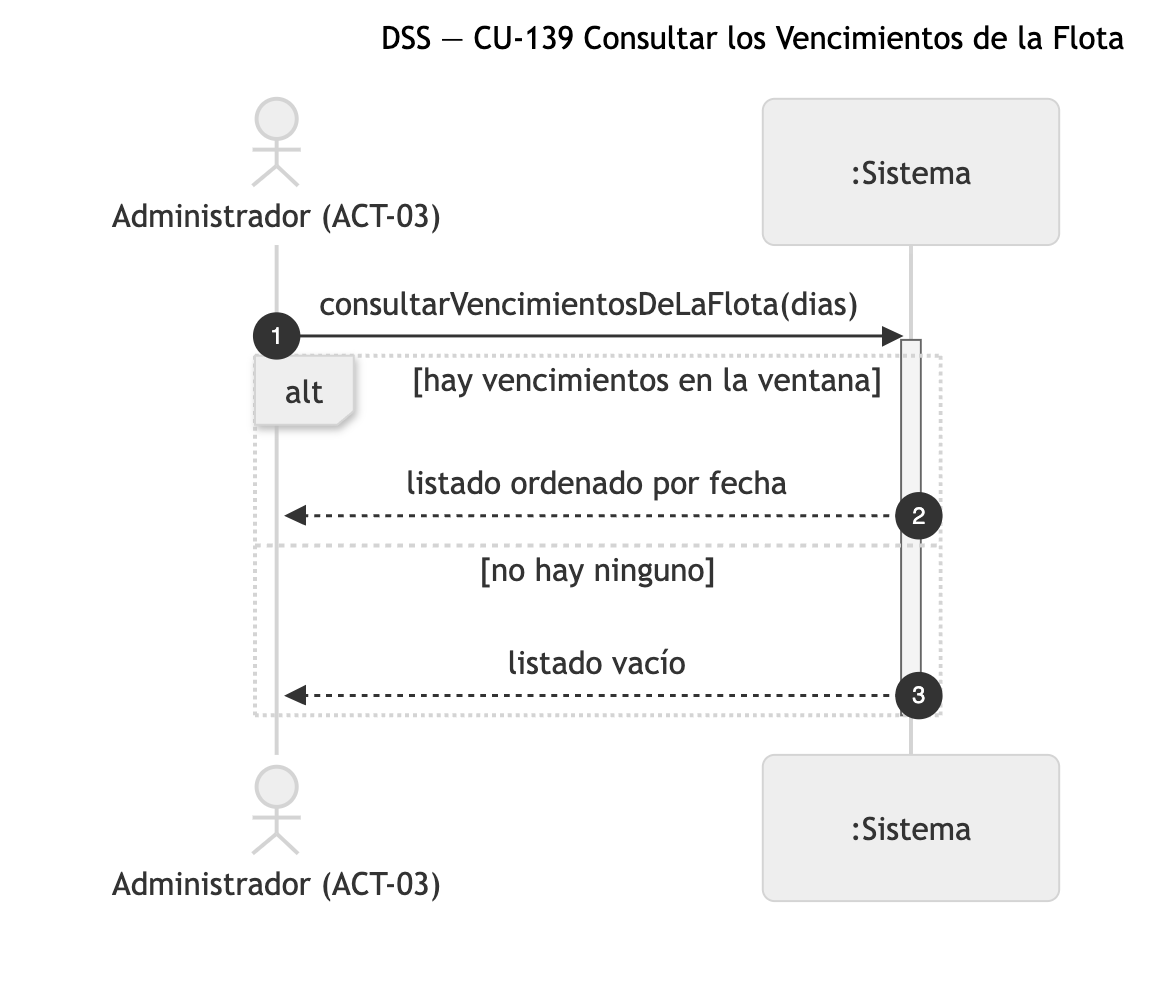 DSS — CU-139 Consultar los Vencimientos de la Flota
Administrador (ACT-03)
:Sistema
consultarVencimientosDeLaFlota(dias)
1
alt
[hay vencimientos en la ventana]
listado ordenado por fecha
2
[no hay ninguno]
listado vacío
3
Administrador (ACT-03)
:Sistema